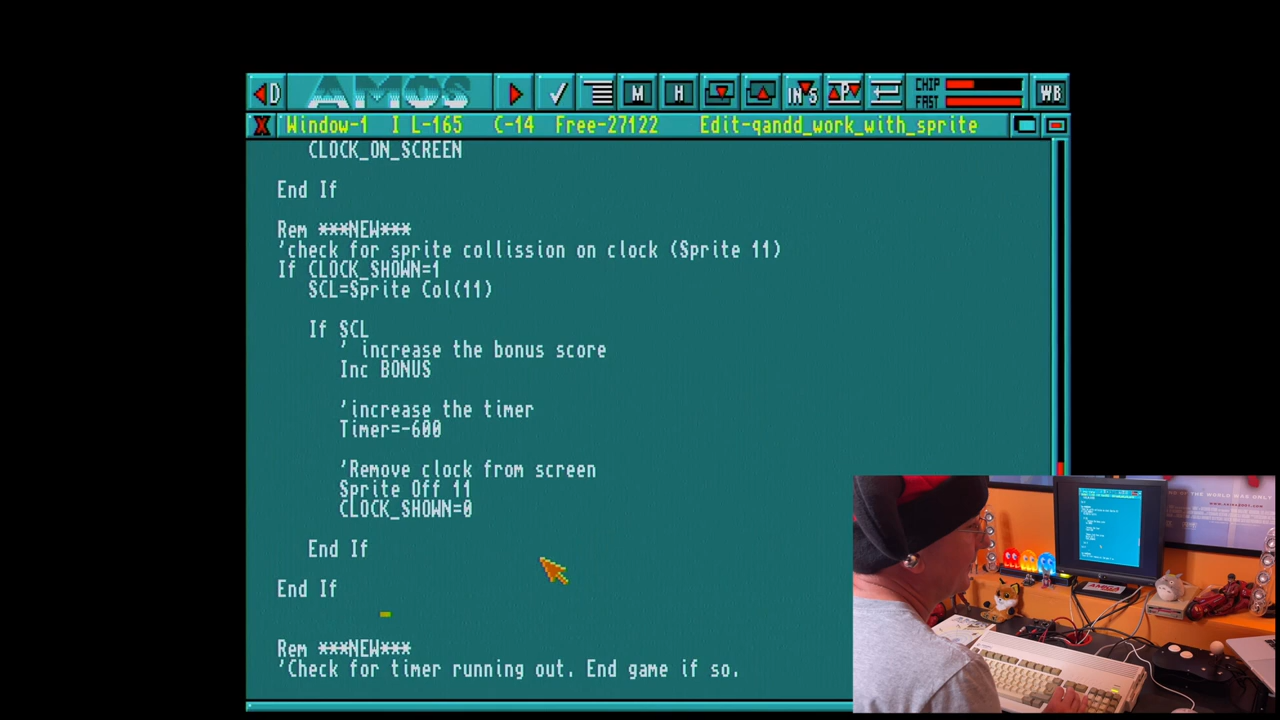 D AMOS M H INS P CHIP FAST WB
X Window-1 I L-165 C-14 Free-27122 Edit-qandd_work_with_sprite
CLOCK_ON_SCREEN
End If
Rem ***NEW***
'check for sprite collission on clock (Sprite 11)
If CLOCK_SHOWN=1
SCL=Sprite Col(11)
If SCL
' increase the bonus score
Inc BONUS
'increase the timer
Timer=-600
'Remove clock from screen
Sprite Off 11
CLOCK_SHOWN=0
End If
End If
Rem ***NEW***
'Check for timer running out. End game if so.